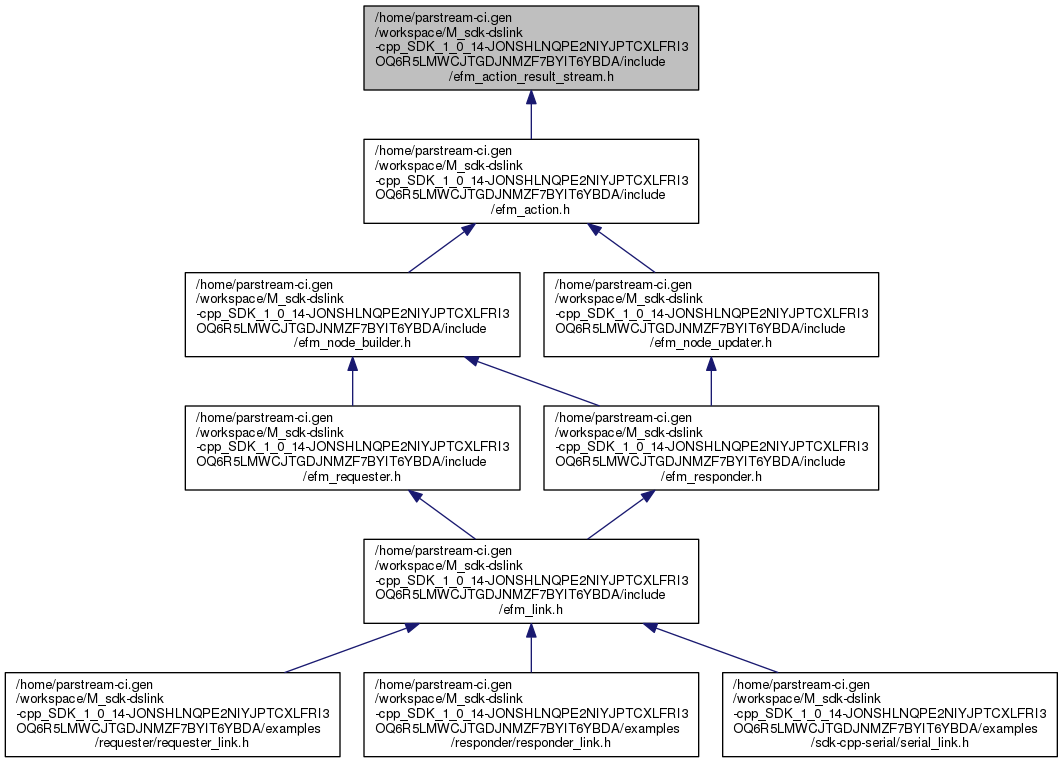 /home/parstream-ci.gen
/workspace/M_sdk-dslink
-cpp_SDK_1_0_14-JONSHLNQPE2NIYJPTCXLFRI3
OQ6R5LMWCJTGDJNMZF7BYIT6YBDA/include
/efm_action_result_stream.h
/home/parstream-ci.gen
/workspace/M_sdk-dslink
-cpp_SDK_1_0_14-JONSHLNQPE2NIYJPTCXLFRI3
OQ6R5LMWCJTGDJNMZF7BYIT6YBDA/include
/efm_action.h
/home/parstream-ci.gen
/workspace/M_sdk-dslink
-cpp_SDK_1_0_14-JONSHLNQPE2NIYJPTCXLFRI3
OQ6R5LMWCJTGDJNMZF7BYIT6YBDA/include
/efm_node_builder.h
/home/parstream-ci.gen
/workspace/M_sdk-dslink
-cpp_SDK_1_0_14-JONSHLNQPE2NIYJPTCXLFRI3
OQ6R5LMWCJTGDJNMZF7BYIT6YBDA/include
/efm_node_updater.h
/home/parstream-ci.gen
/workspace/M_sdk-dslink
-cpp_SDK_1_0_14-JONSHLNQPE2NIYJPTCXLFRI3
OQ6R5LMWCJTGDJNMZF7BYIT6YBDA/include
/efm_requester.h
/home/parstream-ci.gen
/workspace/M_sdk-dslink
-cpp_SDK_1_0_14-JONSHLNQPE2NIYJPTCXLFRI3
OQ6R5LMWCJTGDJNMZF7BYIT6YBDA/include
/efm_responder.h
/home/parstream-ci.gen
/workspace/M_sdk-dslink
-cpp_SDK_1_0_14-JONSHLNQPE2NIYJPTCXLFRI3
OQ6R5LMWCJTGDJNMZF7BYIT6YBDA/include
/efm_link.h
/home/parstream-ci.gen
/workspace/M_sdk-dslink
-cpp_SDK_1_0_14-JONSHLNQPE2NIYJPTCXLFRI3
OQ6R5LMWCJTGDJNMZF7BYIT6YBDA/examples
/requester/requester_link.h
/home/parstream-ci.gen
/workspace/M_sdk-dslink
-cpp_SDK_1_0_14-JONSHLNQPE2NIYJPTCXLFRI3
OQ6R5LMWCJTGDJNMZF7BYIT6YBDA/examples
/responder/responder_link.h
/home/parstream-ci.gen
/workspace/M_sdk-dslink
-cpp_SDK_1_0_14-JONSHLNQPE2NIYJPTCXLFRI3
OQ6R5LMWCJTGDJNMZF7BYIT6YBDA/examples
/sdk-cpp-serial/serial_link.h